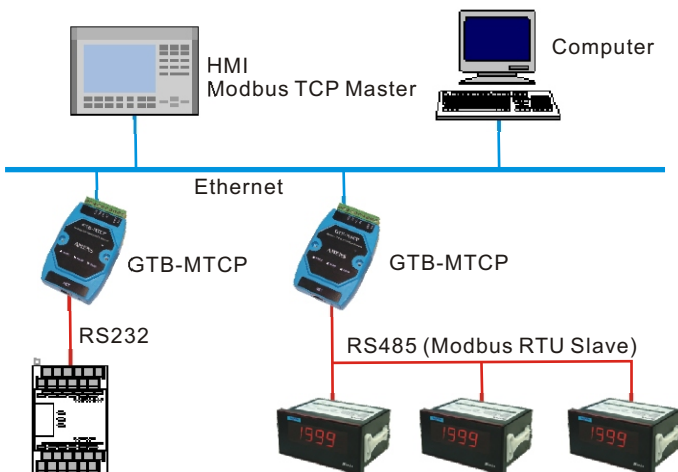 HMI
Modbus TCP Master
Computer
Ethernet
GTB-MTCP
GTB-MTCP
RS232
RS485 (Modbus RTU Slave)
1999
1999
1999